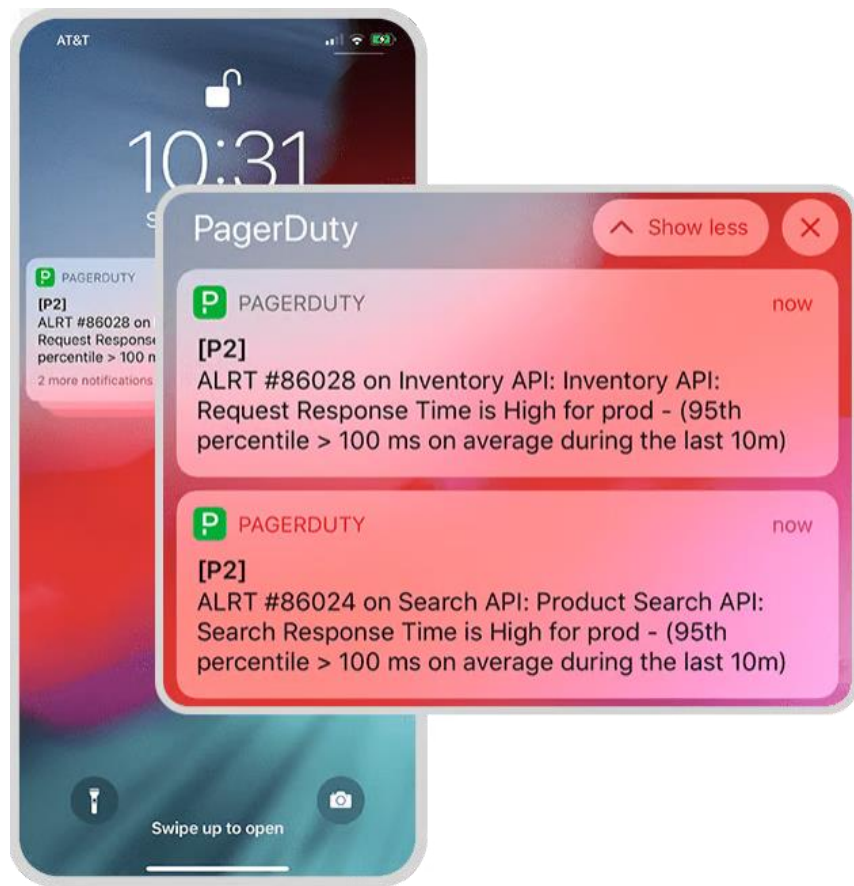 AT&T
10:31
PAGERDUTY
[P2]
ALRT #86028 on
Request Response
percentile > 100 m
2 more notifications
PagerDuty
Show less
P PAGERDUTY
now
[P2]
ALRT #86028 on Inventory API: Inventory API:
Request Response Time is High for prod - (95th
percentile > 100 ms on average during the last 10m)
P PAGERDUTY
now
[P2]
ALRT #86024 on Search API: Product Search API:
Search Response Time is High for prod - (95th
percentile > 100 ms on average during the last 10m)
Swipe up to open